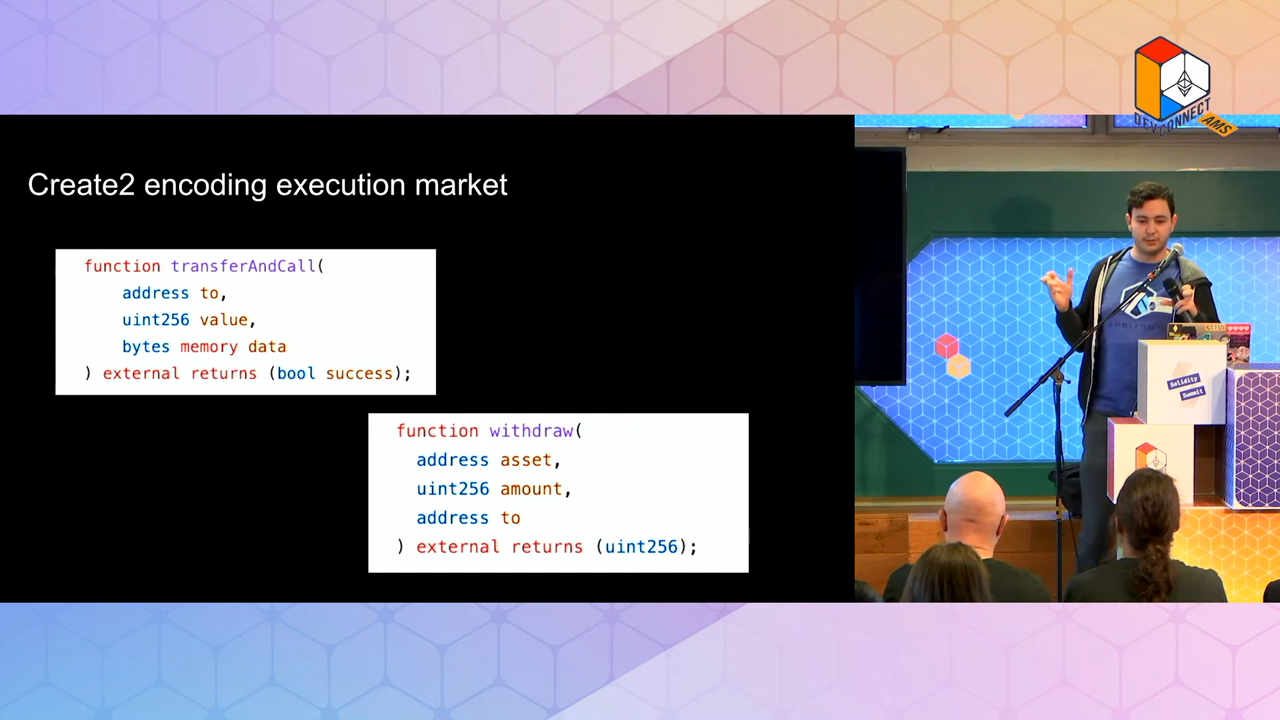 Create2 encoding execution market
function transferAndCall(
address to,
uint256 value,
bytes memory data
) external returns (bool success);
function withdraw(
address asset,
uint256 amount,
address to
) external returns (uint256);
DEVCONNECT
AMS
Solidity
Summit